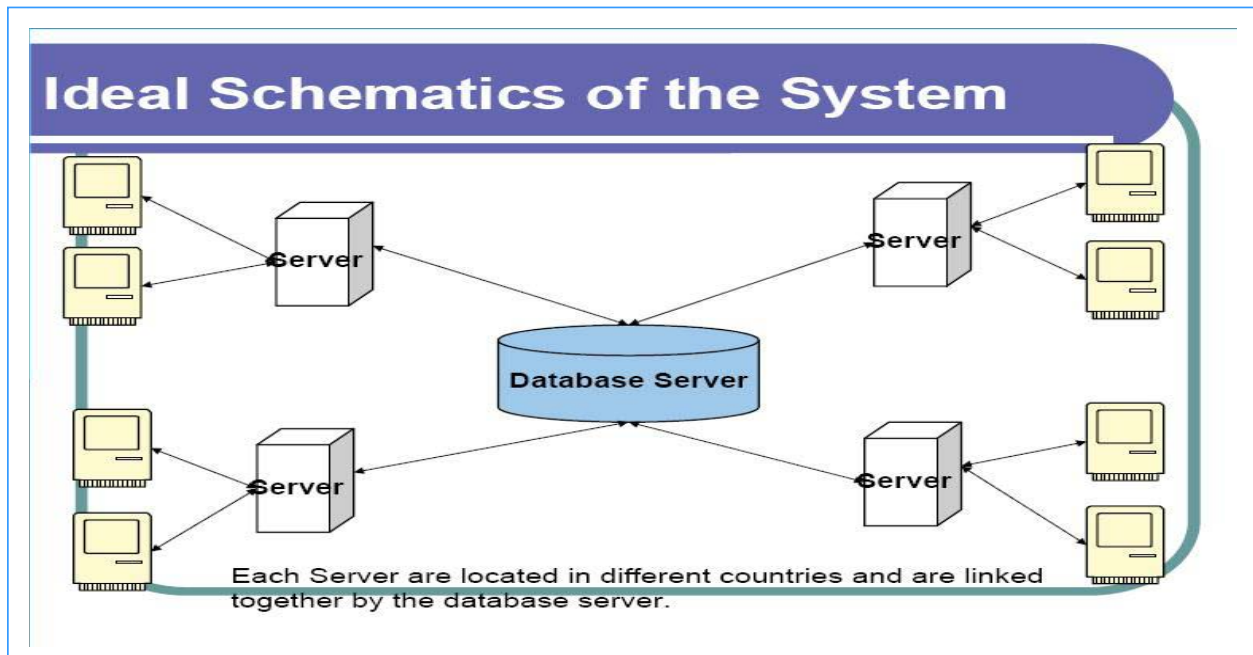 Ideal Schematics of the System
Server
Server
Database Server
Server
Server
Each Server are located in different countries and are linked
together by the database server.